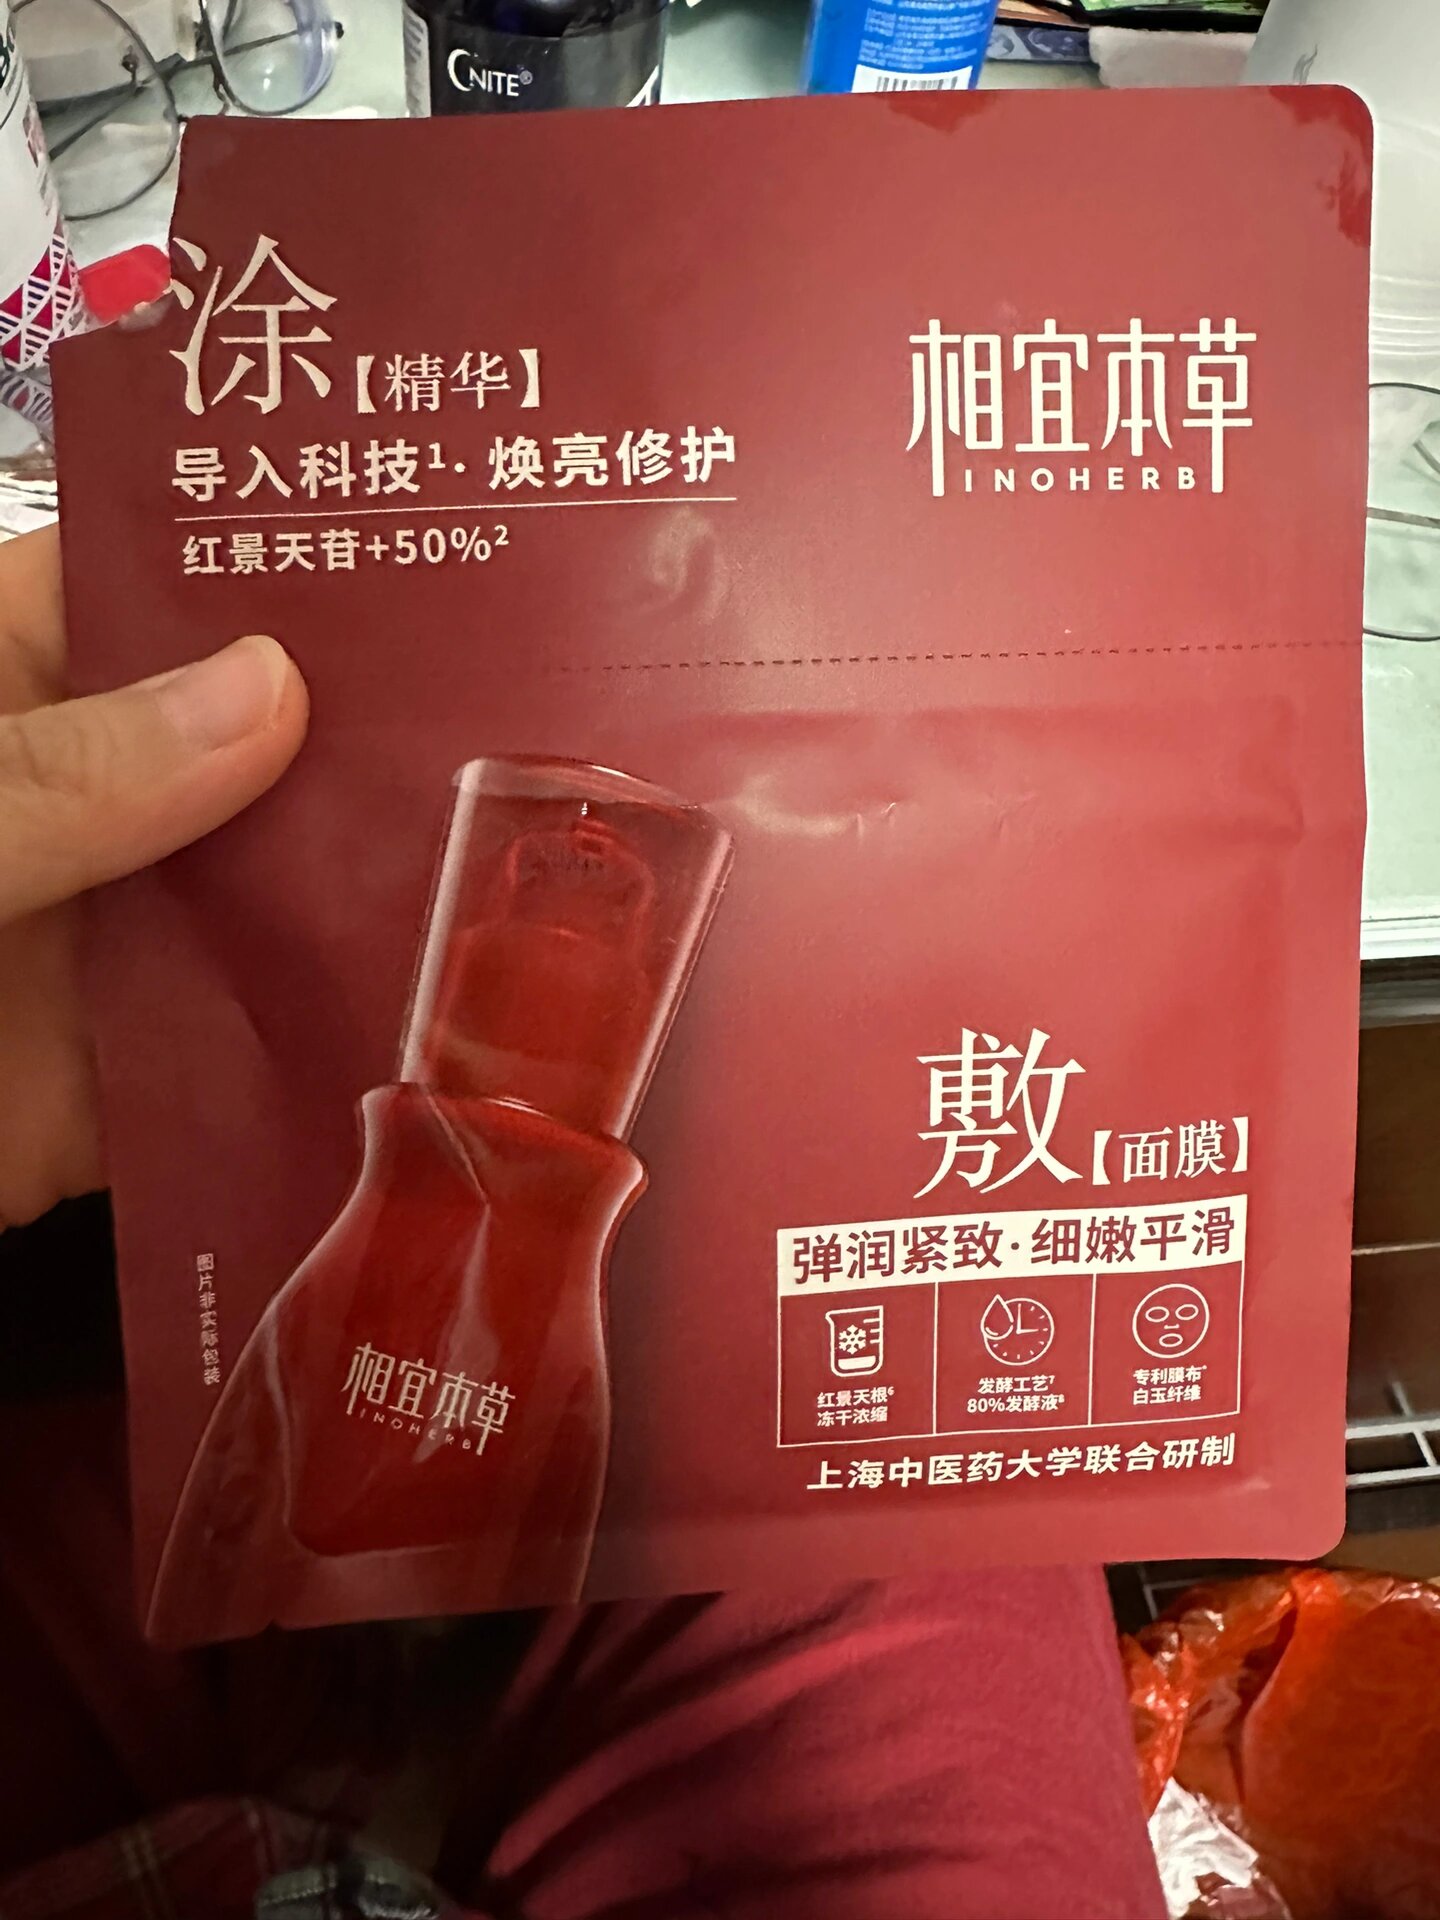 CNITE®
涂【精华】
导入科技¹·焕亮修护
红景天苷+50%²
相宜本草
INOHERB
敷【面膜】
弹润紧致·细嫩平滑
红景天根⁶
冻干浓缩
发酵工艺⁷
80%发酵液⁸
专利膜布*
白玉纤维
上海中医药大学联合研制
图片非实际包装
相宜本草
INOHERB